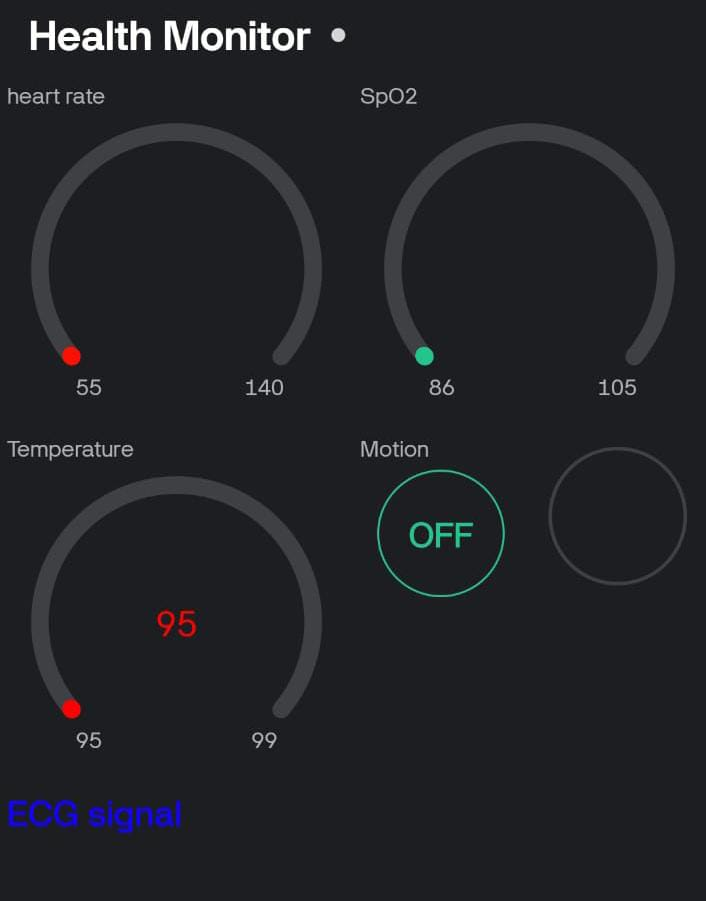 Health Monitor
heart rate
SpO2
55 140
86 105
Temperature
Motion
OFF
95
95 99
ECG signal